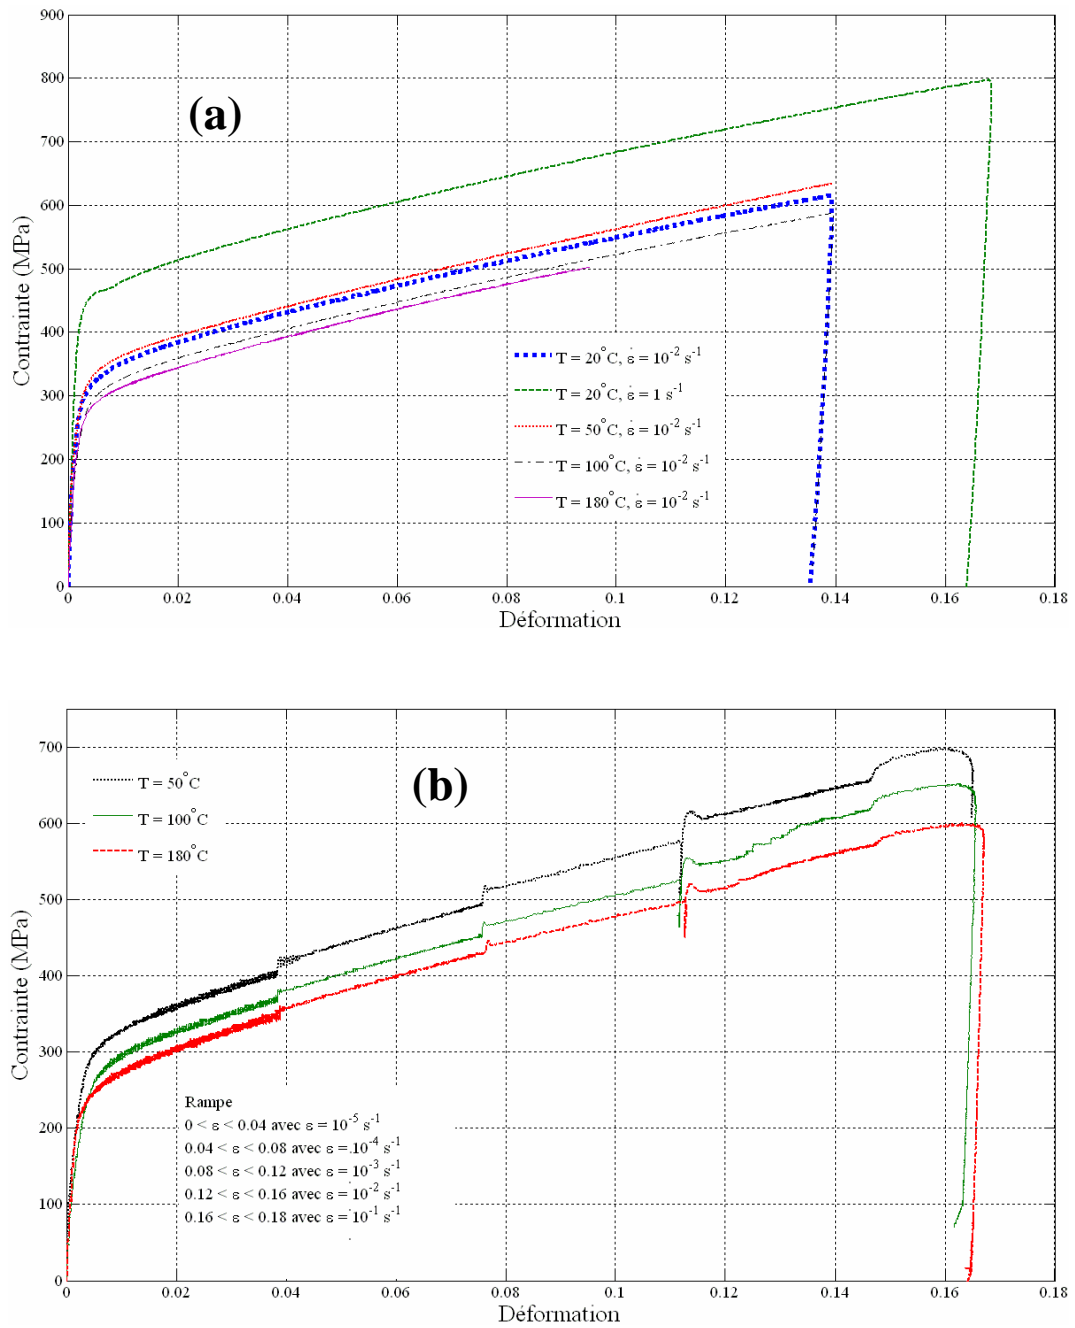 900
800
700
600
500
400
300
200
100
0
Contrainte (MPa)
(a)
T = 20°C, ε̇ = 10⁻² s⁻¹
T = 20°C, ε̇ = 1 s⁻¹
T = 50°C, ε̇ = 10⁻² s⁻¹
T = 100°C, ε̇ = 10⁻² s⁻¹
T = 180°C, ε̇ = 10⁻² s⁻¹
0 0.02 0.04 0.06 0.08 0.1 0.12 0.14 0.16 0.18
Déformation
700
600
500
400
300
200
100
0
Contrainte (MPa)
T = 50°C
T = 100°C
T = 180°C
(b)
Rampe
0 < ε < 0.04 avec ε = 10⁻⁵ s⁻¹
0.04 < ε < 0.08 avec ε = 10⁻⁴ s⁻¹
0.08 < ε < 0.12 avec ε = 10⁻³ s⁻¹
0.12 < ε < 0.16 avec ε = 10⁻² s⁻¹
0.16 < ε < 0.18 avec ε = 10⁻¹ s⁻¹
0 0.02 0.04 0.06 0.08 0.1 0.12 0.14 0.16 0.18
Déformation